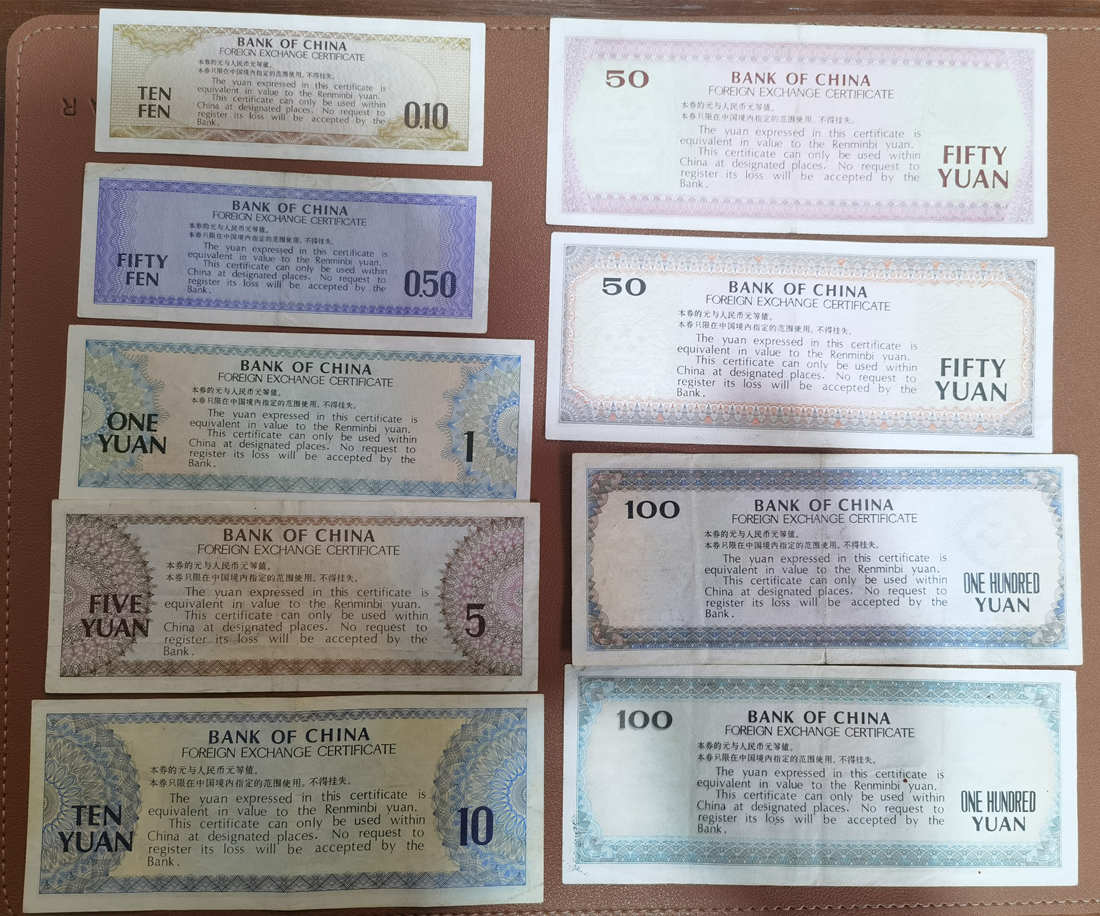 BANK OF CHINA
FOREIGN EXCHANGE CERTIFICATE
本券的元与人民币元等值。
本券只限在中国境内指定的范围使用,不得挂失。
The yuan expressed in this certificate is
equivalent in value to the Renminbi yuan.
This certificate can only be used within
China at designated places. No request to
register its loss will be accepted by the
Bank.
TEN
FEN
0.10
BANK OF CHINA
FOREIGN EXCHANGE CERTIFICATE
本券的元与人民币元等值。
本券只限在中国境内指定的范围使用,不得挂失。
The yuan expressed in this certificate is
equivalent in value to the Renminbi yuan.
This certificate can only be used within
China at designated places. No request to
register its loss will be accepted by the
Bank.
FIFTY
FEN
0.50
BANK OF CHINA
FOREIGN EXCHANGE CERTIFICATE
本券的元与人民币元等值。
本券只限在中国境内指定的范围使用,不得挂失。
The yuan expressed in this certificate is
equivalent in value to the Renminbi yuan.
This certificate can only be used within
China at designated places. No request to
register its loss will be accepted by the
Bank.
ONE
YUAN
1
BANK OF CHINA
FOREIGN EXCHANGE CERTIFICATE
本券的元与人民币元等值。
本券只限在中国境内指定的范围使用,不得挂失。
The yuan expressed in this certificate is
equivalent in value to the Renminbi yuan.
This certificate can only be used within
China at designated places. No request to
register its loss will be accepted by the
Bank.
FIVE
YUAN
5
BANK OF CHINA
FOREIGN EXCHANGE CERTIFICATE
本券的元与人民币元等值。
本券只限在中国境内指定的范围使用,不得挂失。
The yuan expressed in this certificate is
equivalent in value to the Renminbi yuan.
This certificate can only be used within
China at designated places. No request to
register its loss will be accepted by the
Bank.
TEN
YUAN
10
50
BANK OF CHINA
FOREIGN EXCHANGE CERTIFICATE
本券的元与人民币元等值。
本券只限在中国境内指定的范围使用,不得挂失。
The yuan expressed in this certificate is
equivalent in value to the Renminbi yuan.
This certificate can only be used within
China at designated places. No request to
register its loss will be accepted by the
Bank.
FIFTY
YUAN
50
BANK OF CHINA
FOREIGN EXCHANGE CERTIFICATE
本券的元与人民币元等值。
本券只限在中国境内指定的范围使用,不得挂失。
The yuan expressed in this certificate is
equivalent in value to the Renminbi yuan.
This certificate can only be used within
China at designated places. No request to
register its loss will be accepted by the
Bank.
FIFTY
YUAN
100
BANK OF CHINA
FOREIGN EXCHANGE CERTIFICATE
本券的元与人民币元等值。
本券只限在中国境内指定的范围使用,不得挂失。
The yuan expressed in this certificate is
equivalent in value to the Renminbi yuan.
This certificate can only be used within
China at designated places. No request to
register its loss will be accepted by the
Bank.
ONE HUNDRED
YUAN
100
BANK OF CHINA
FOREIGN EXCHANGE CERTIFICATE
本券的元与人民币元等值。
本券只限在中国境内指定的范围使用,不得挂失。
The yuan expressed in this certificate is
equivalent in value to the Renminbi yuan.
This certificate can only be used within
China at designated places. No request to
register its loss will be accepted by the
Bank.
ONE HUNDRED
YUAN